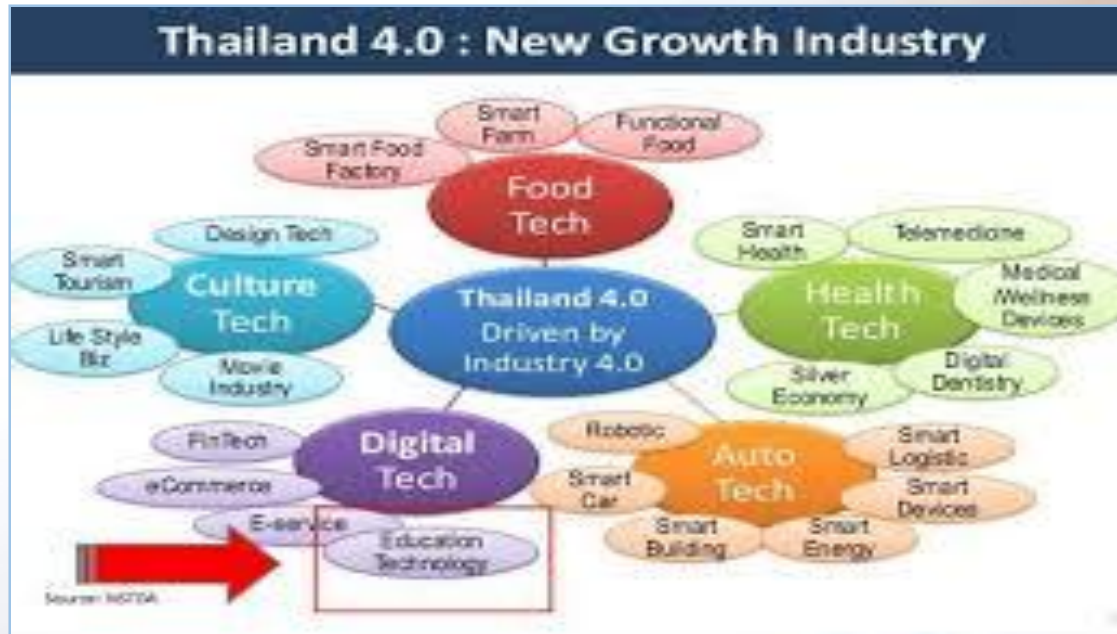 Thailand 4.0 : New Growth Industry
Smart
Farm
Functional
Food
Smart Food
Factory
Food
Tech
Design Tech
Smart
Tourism
Culture
Tech
Life Style
Biz
Movie
Industry
Thailand 4.0
Driven by
Industry 4.0
Smart
Health
Telemedicine
Health
Tech
Medical
/Wellness
Devices
Digital
Dentistry
Silver
Economy
FinTech
eCommerce
E-service
Digital
Tech
Education
Technology
Robotic
Smart
Car
Auto
Tech
Smart
Logistic
Smart
Devices
Smart
Building
Smart
Energy
Source: NSTDA